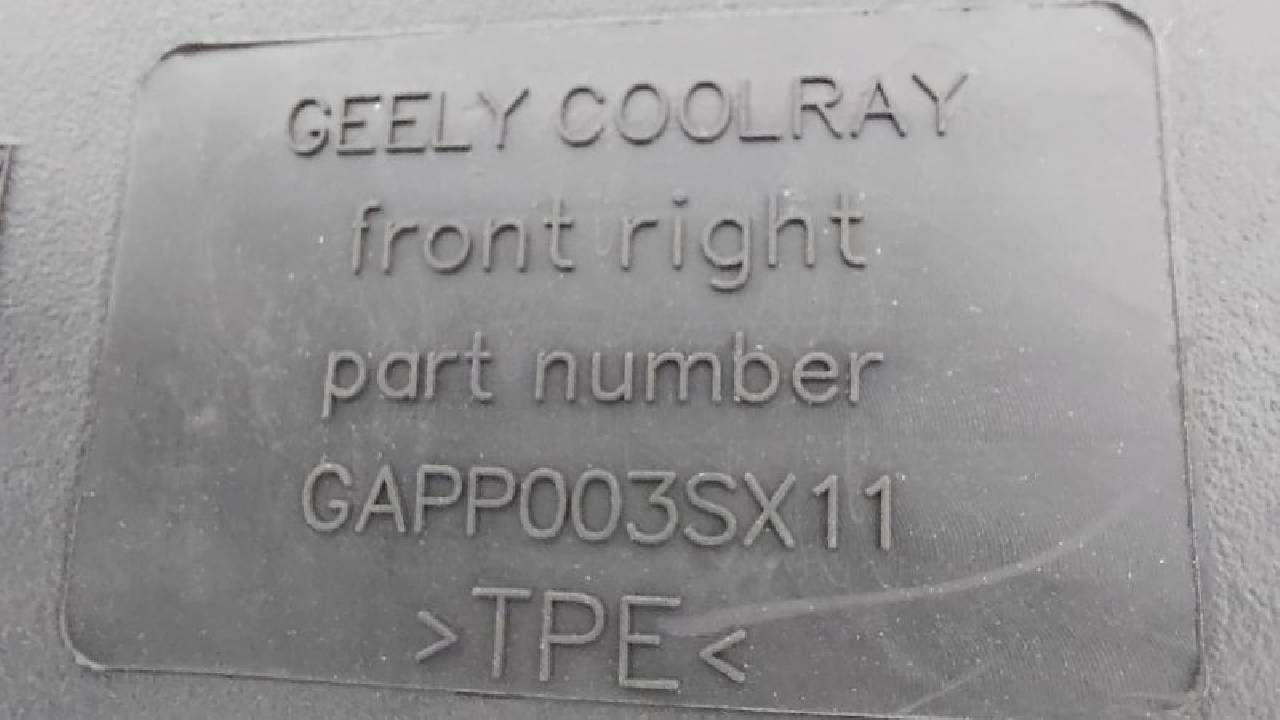 GEELY COOLRAY
front right
part number
GAPP003SX11
>TPE<